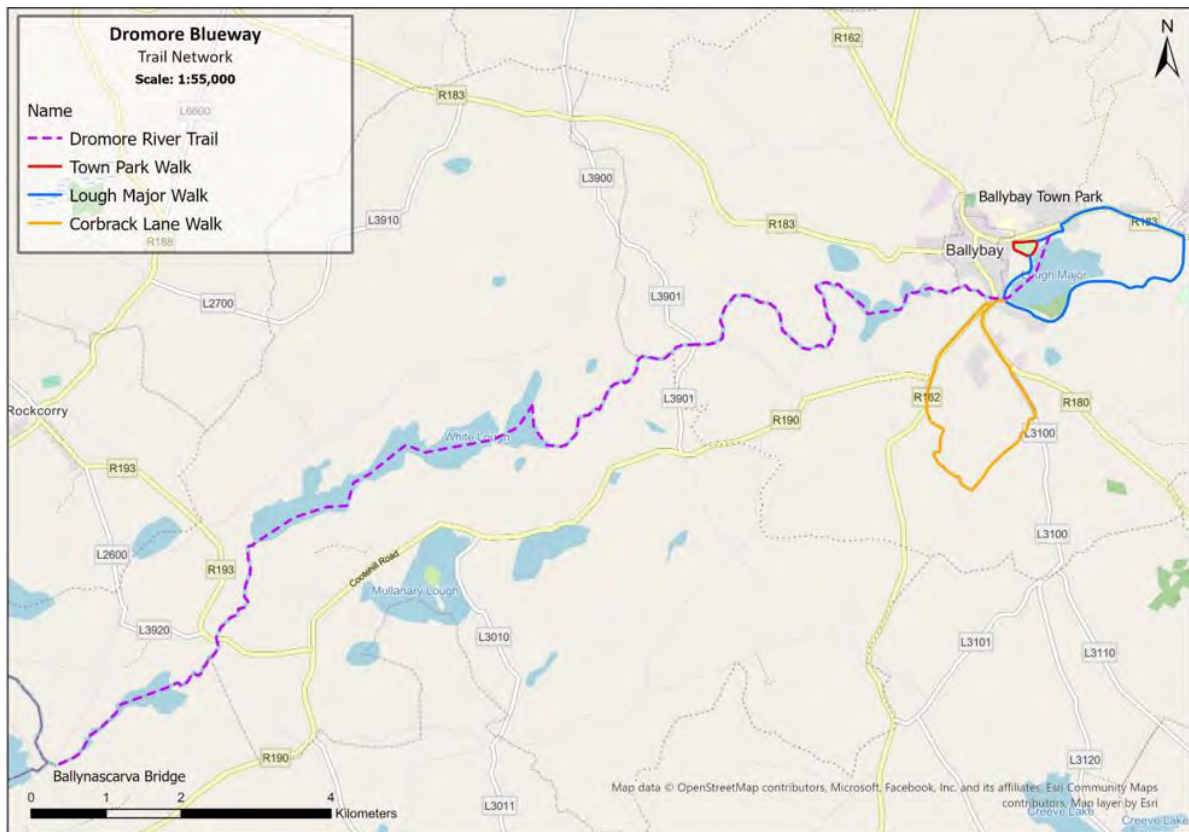 Dromore Blueway
Trail Network
Scale: 1:55,000
Name
Dromore River Trail
Town Park Walk
Lough Major Walk
Corbrack Lane Walk
N
R162
R183
L6600
L3900
L3910
R188
Ballybay Town Park
R183
R183
Ballybay
Lough Major
L2700
L3901
L3901
R162
R180
R190
L3100
Rockcorry
White Lough
R193
L3100
L2600
R193
Cootehill Road
Mullanary Lough
L3920
L3010
L3101
L3110
R190
L3120
L3011
Ballynascarva Bridge
0 1 2 4
Kilometers
Map data © OpenStreetMap contributors, Microsoft, Facebook, Inc. and its affiliates, Esri Community Maps
contributors, Map layer by Esri
Creeve Lake
Creeve Lake